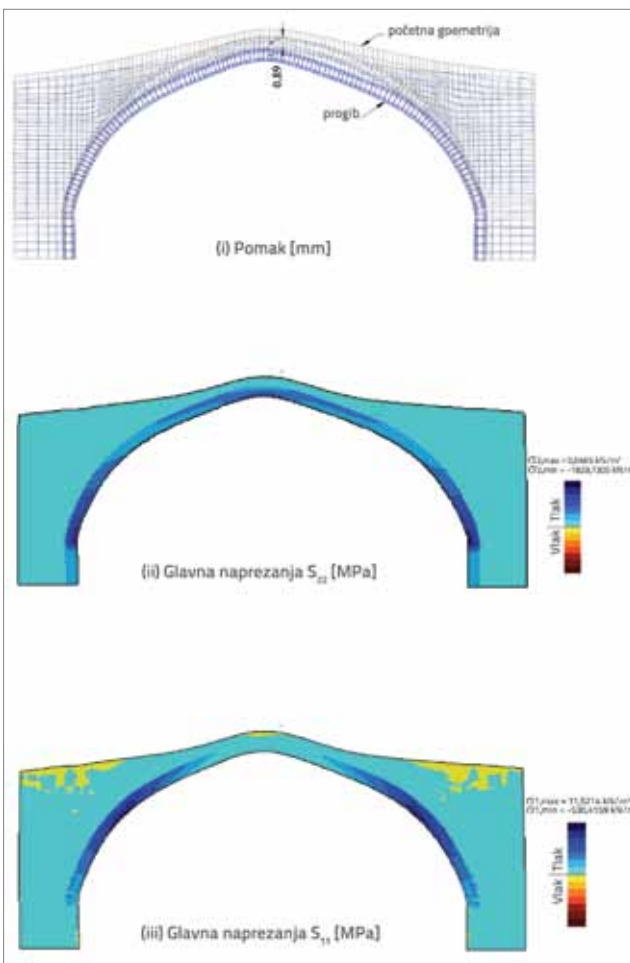 početna goemetrija
0.89
progib
(i) Pomak [mm]
Tlak
Vlak
(ii) Glavna naprezanja S₂₂ [MPa]
Tlak
Vlak
(iii) Glavna naprezanja S₁₁ [MPa]